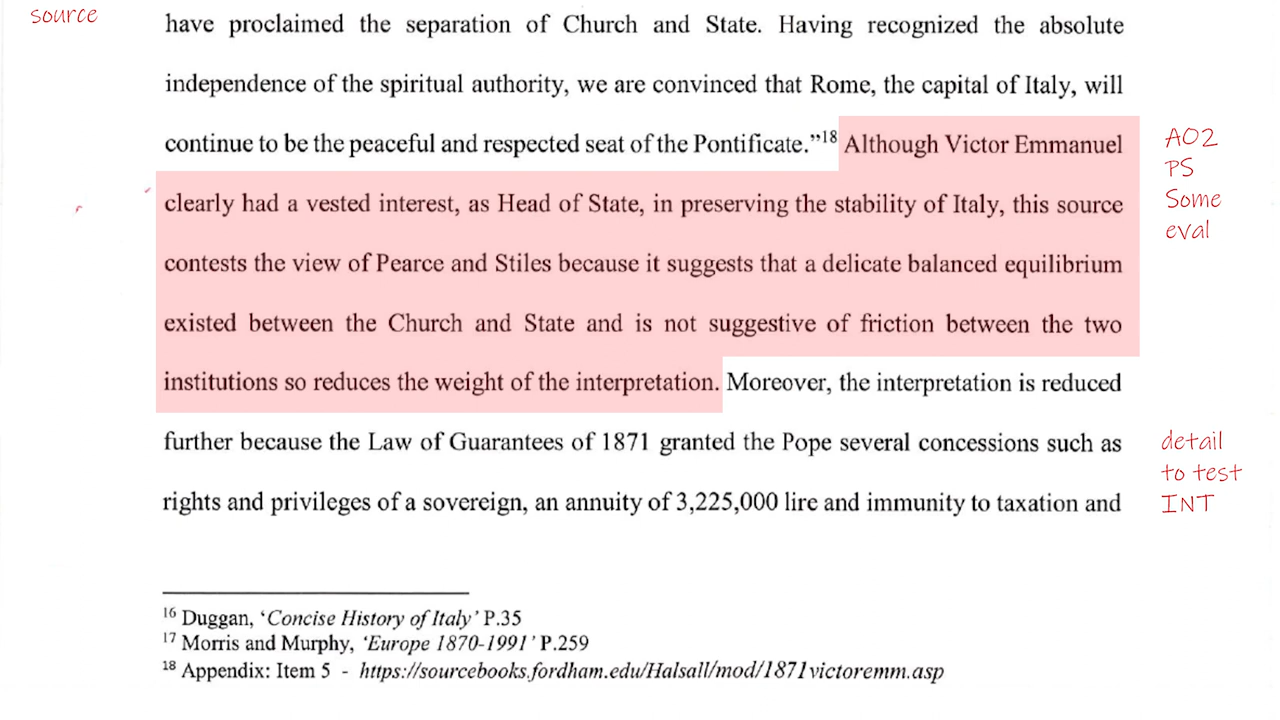 source
have proclaimed the separation of Church and State. Having recognized the absolute
independence of the spiritual authority, we are convinced that Rome, the capital of Italy, will
continue to be the peaceful and respected seat of the Pontificate.”18 Although Victor Emmanuel
AO2
PS
clearly had a vested interest, as Head of State, in preserving the stability of Italy, this source
Some
eval
contests the view of Pearce and Stiles because it suggests that a delicate balanced equilibrium
existed between the Church and State and is not suggestive of friction between the two
institutions so reduces the weight of the interpretation. Moreover, the interpretation is reduced
further because the Law of Guarantees of 1871 granted the Pope several concessions such as
detail
to test
INT
rights and privileges of a sovereign, an annuity of 3,225,000 lire and immunity to taxation and
16 Duggan, ‘Concise History of Italy’ P.35
17 Morris and Murphy, ‘Europe 1870-1991’ P.259
18 Appendix: Item 5 - https://sourcebooks.fordham.edu/Halsall/mod/1871victoremm.asp